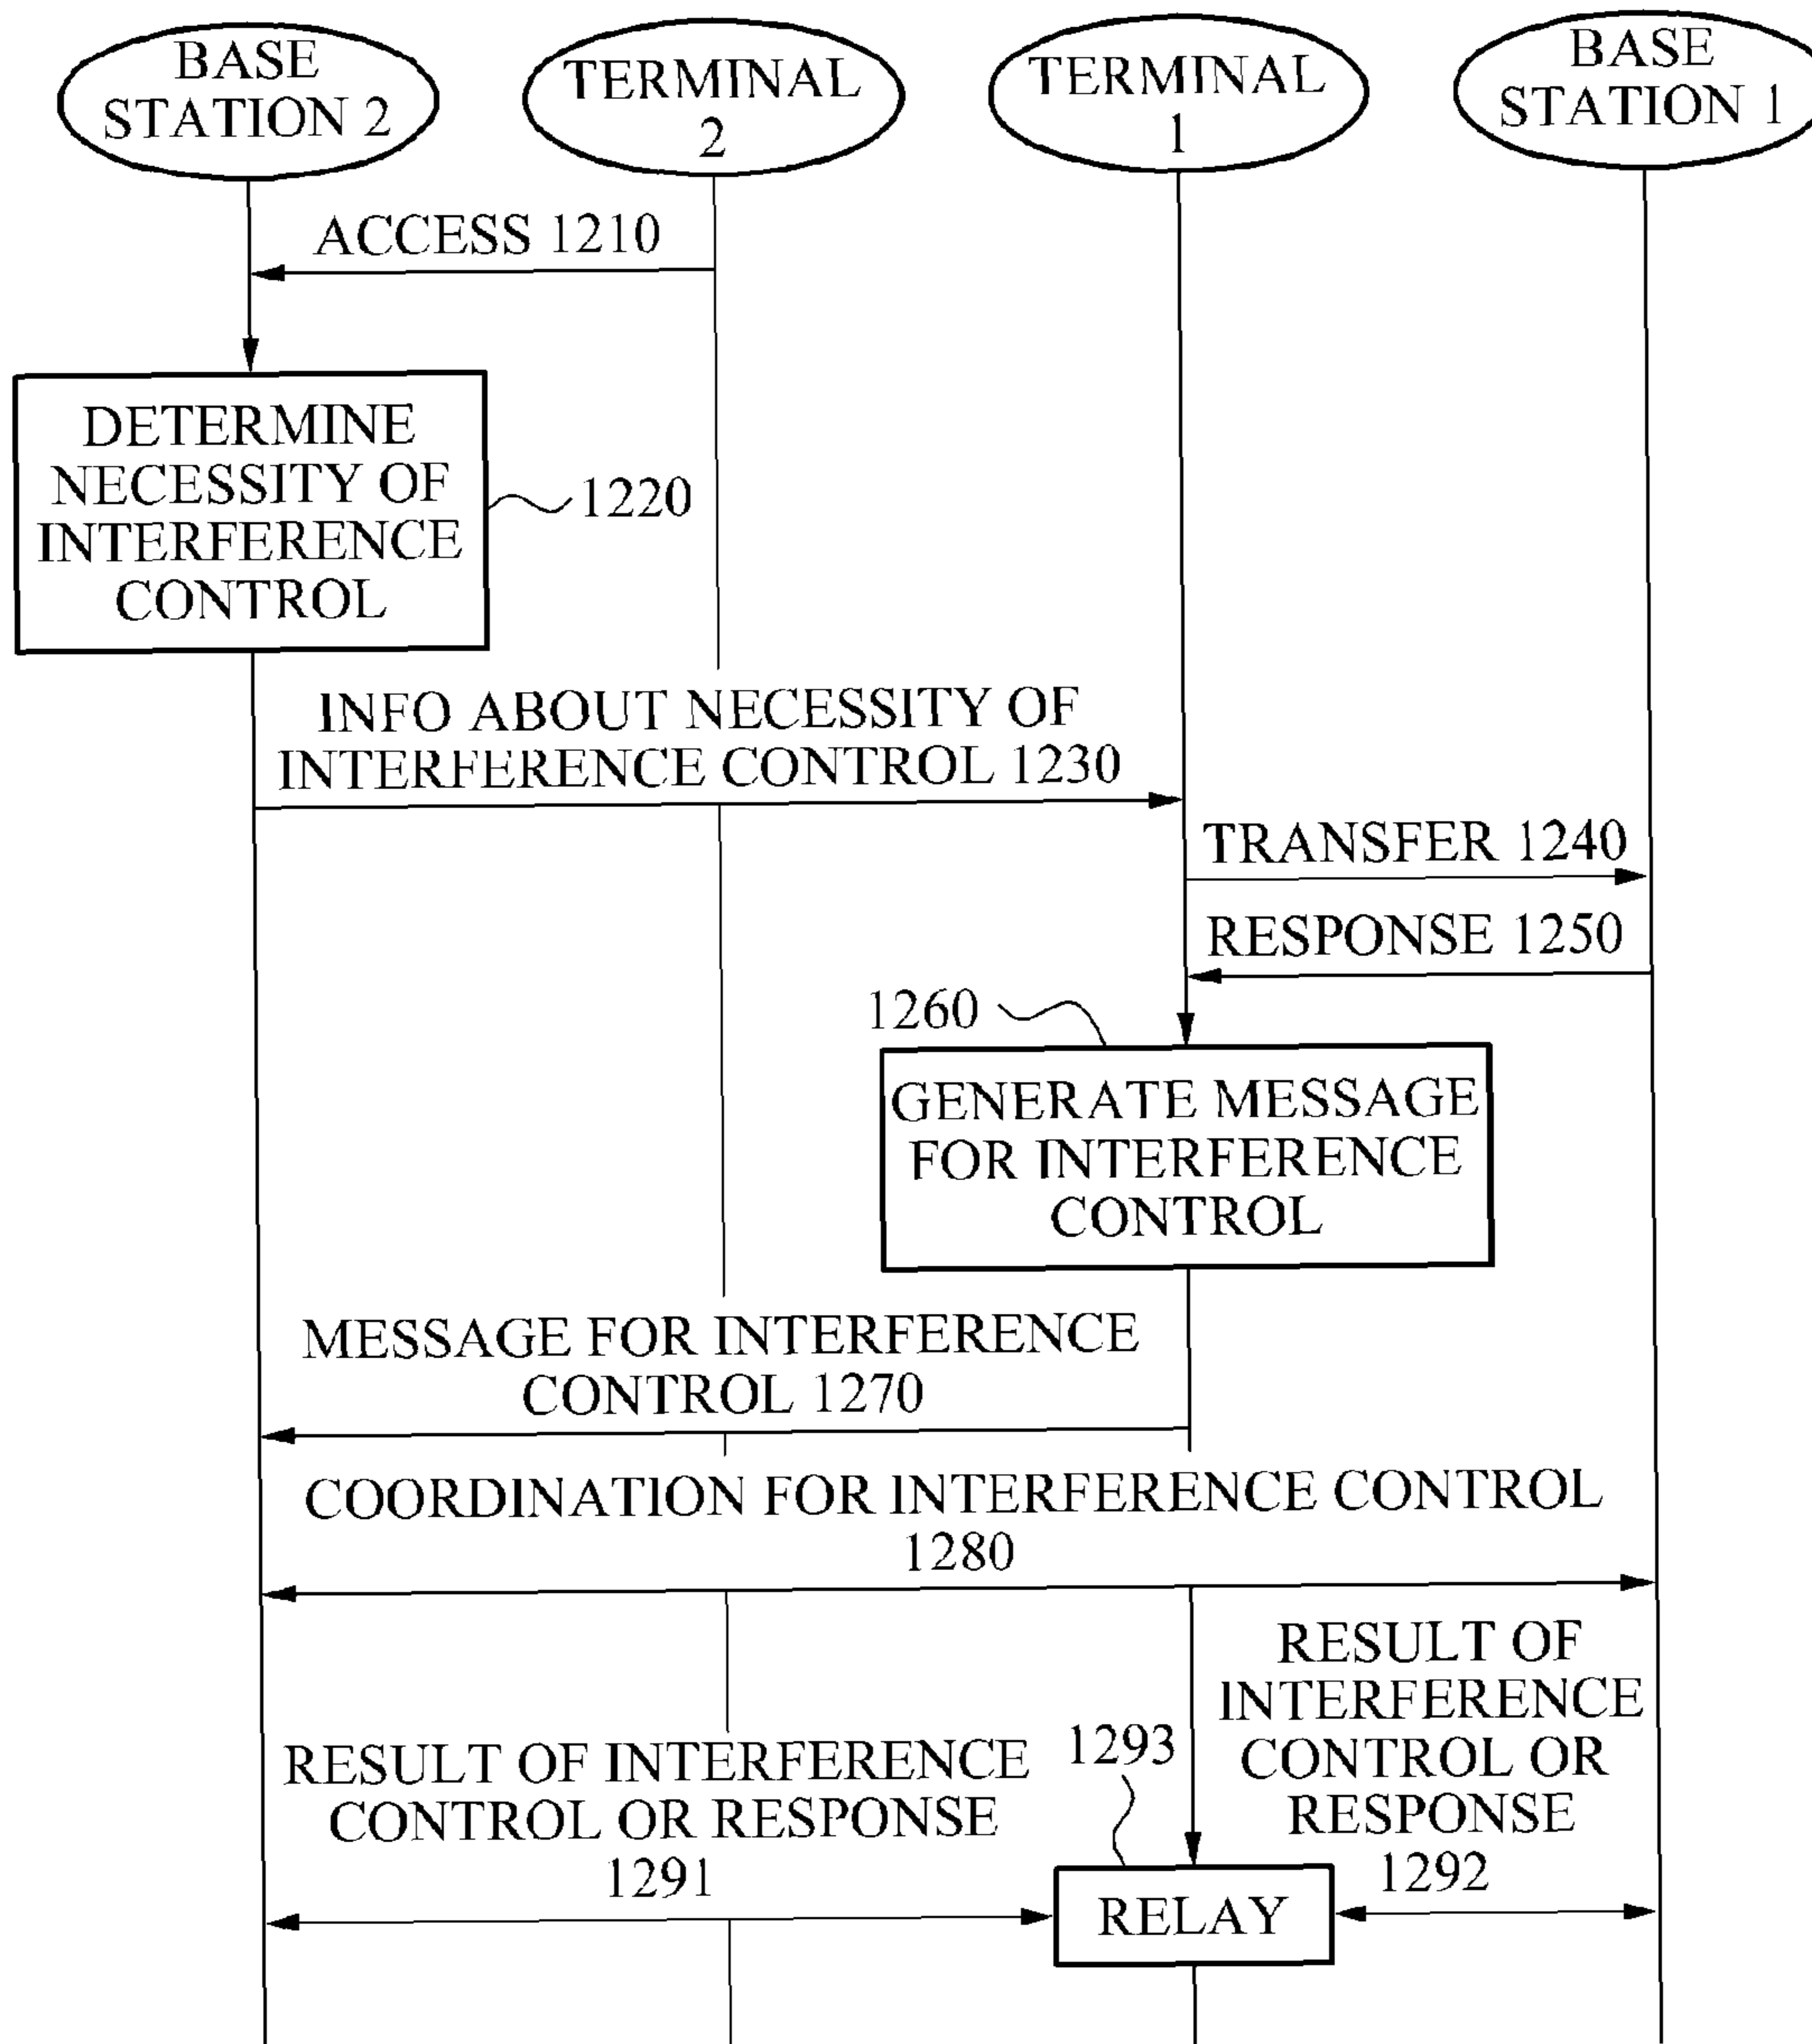 BASE
STATION 2
TERMINAL
2
TERMINAL
1
BASE
STATION 1
ACCESS 1210
DETERMINE
NECESSITY OF
INTERFERENCE
CONTROL
1220
INFO ABOUT NECESSITY OF
INTERFERENCE CONTROL 1230
TRANSFER 1240
RESPONSE 1250
1260
GENERATE MESSAGE
FOR INTERFERENCE
CONTROL
MESSAGE FOR INTERFERENCE
CONTROL 1270
COORDINATION FOR INTERFERENCE CONTROL
1280
RESULT OF
INTERFERENCE
CONTROL OR
RESPONSE
1292
RESULT OF INTERFERENCE
CONTROL OR RESPONSE
1291
1293
RELAY